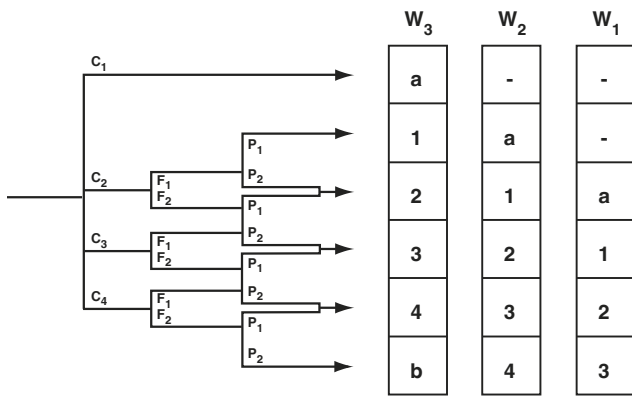 W3 W2 W1
C1
a - -
P1
1 a -
C2 F1 P2
F2 P1
2 1 a
C3 F1 P2
F2 P1
3 2 1
C4 F1 P2
F2 P1
4 3 2
P2
b 4 3